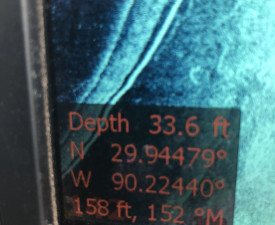 Depth 33.6 ft
N 29.94479°
W 90.22440°
158 ft, 152 °M